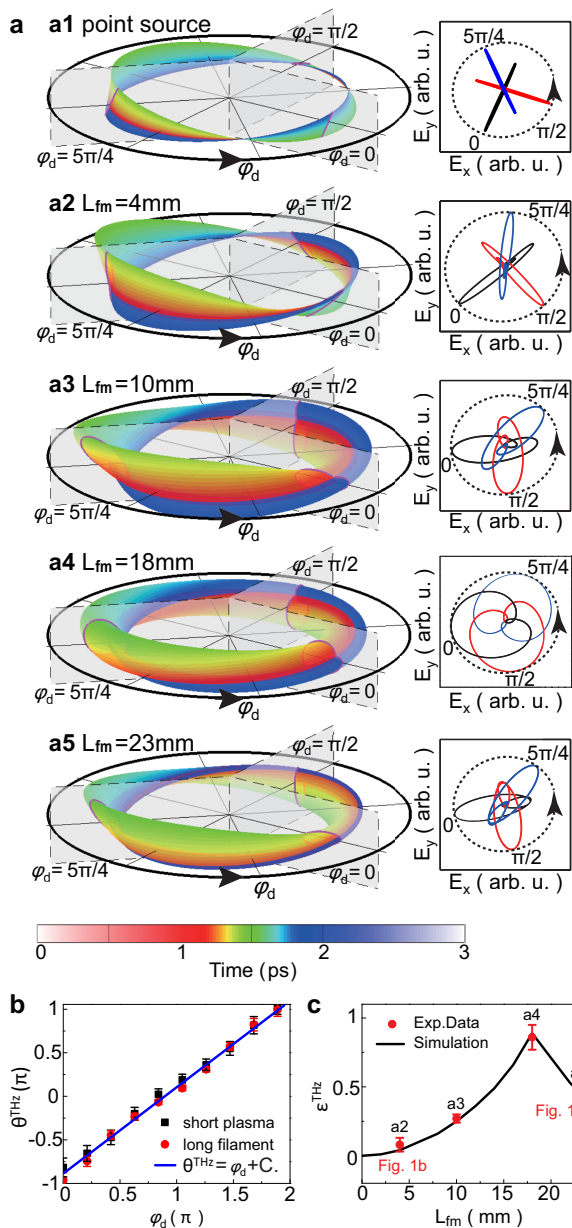 a a1 point source
φd = π/2
φd = 5π/4
φd
φd = 0
5π/4
0
π/2
Ey ( arb. u. )
Ex ( arb. u. )
a2 Lfm=4mm
φd = π/2
φd = 5π/4
φd
φd = 0
5π/4
0
π/2
Ey ( arb. u. )
Ex ( arb. u. )
a3 Lfm=10mm
φd = π/2
φd = 5π/4
φd
φd = 0
5π/4
0
π/2
Ey ( arb. u. )
Ex ( arb. u. )
a4 Lfm=18mm
φd = π/2
φd = 5π/4
φd
φd = 0
5π/4
0
π/2
Ey ( arb. u. )
Ex ( arb. u. )
a5 Lfm=23mm
φd = π/2
φd = 5π/4
φd
φd = 0
5π/4
0
π/2
Ey ( arb. u. )
Ex ( arb. u. )
0 1 2 3
Time (ps)
b
θTHz(π)
1
0
0
-0
-1
short plasma
long filament
θTHz = φd + C.
0 0 1 2 2
φd (π)
c
εTHz
1
0.5
0
Exp.Data
Simulation
a2
a3
a4
Fig. 1b
Fig. 1
0 10 20
Lfm ( mm )